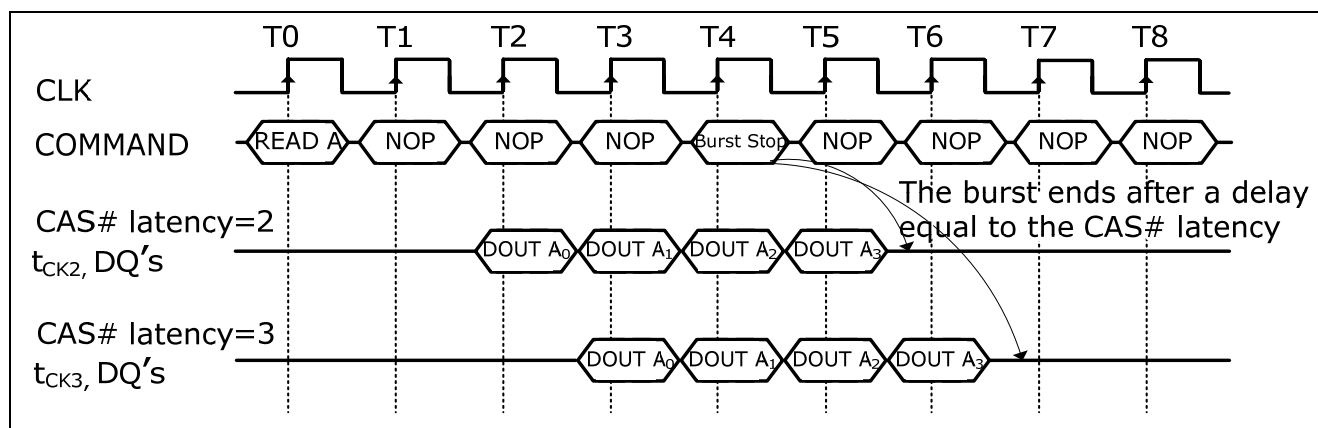 T0 T1 T2 T3 T4 T5 T6 T7 T8
CLK
COMMAND READ A NOP NOP NOP Burst Stop NOP NOP NOP NOP
The burst ends after a delay
equal to the CAS# latency
CAS# latency=2
tCK2, DQ's DOUT A0 DOUT A1 DOUT A2 DOUT A3
CAS# latency=3
tCK3, DQ's DOUT A0 DOUT A1 DOUT A2 DOUT A3